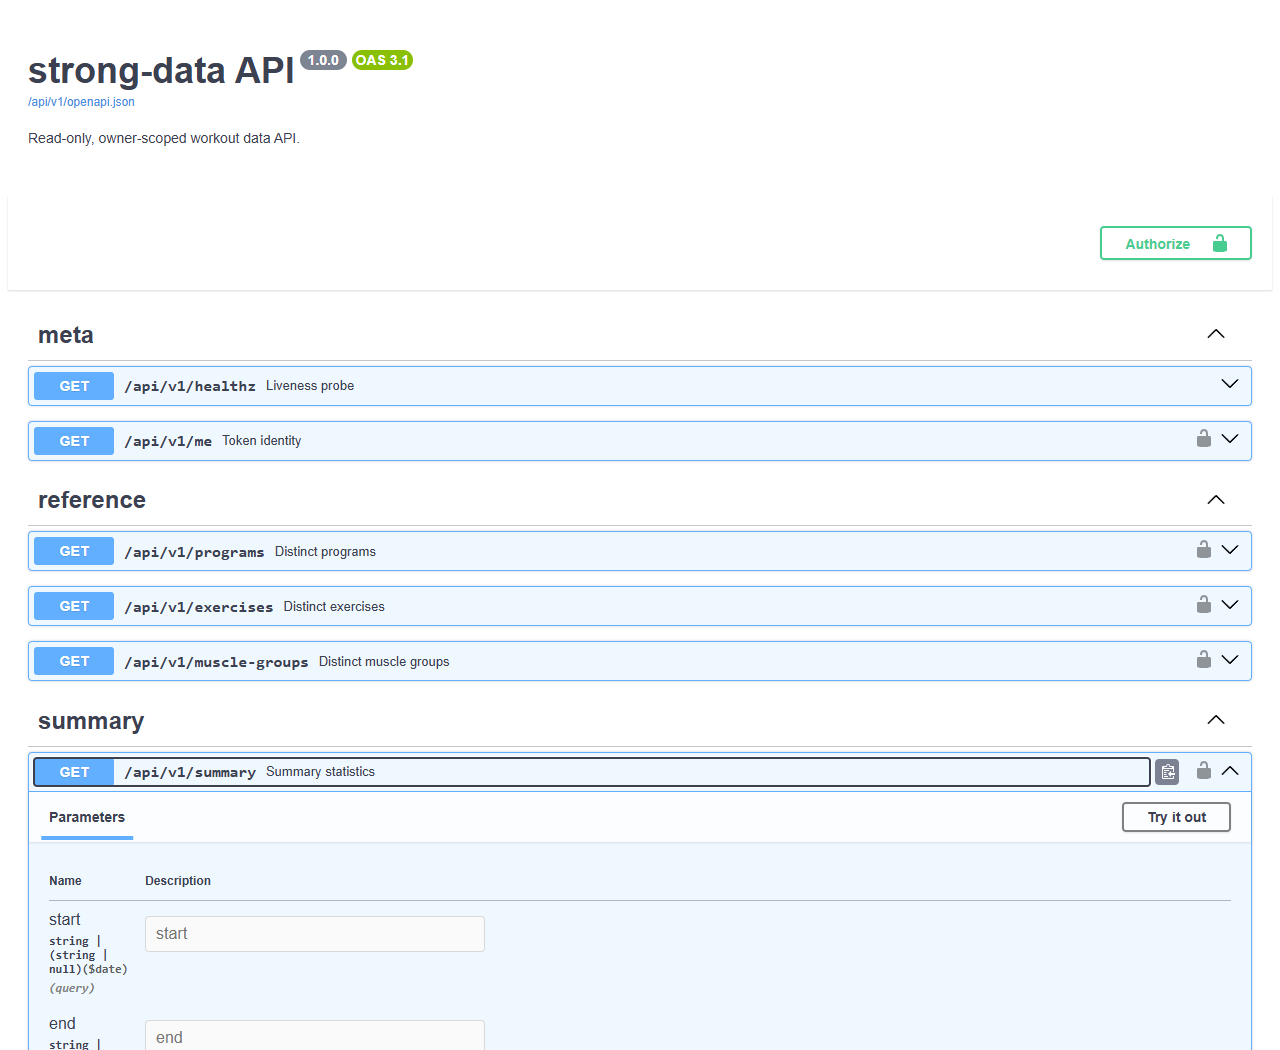 strong-data API 1.0.0 OAS 3.1
/api/v1/openapi.json
Read-only, owner-scoped workout data API.
Authorize
meta
GET /api/v1/healthz Liveness probe
GET /api/v1/me Token identity
reference
GET /api/v1/programs Distinct programs
GET /api/v1/exercises Distinct exercises
GET /api/v1/muscle-groups Distinct muscle groups
summary
GET /api/v1/summary Summary statistics
Parameters Try it out
Name Description
start start
string |
(string |
null)($date)
(query)
end end
string |